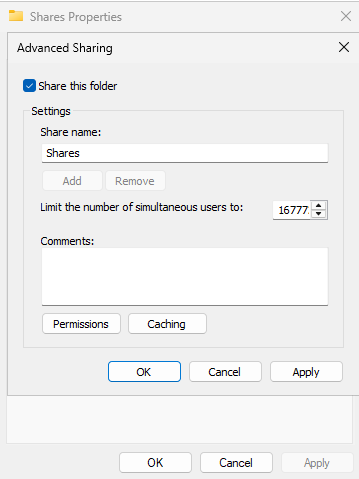 Shares Properties
Advanced Sharing
Share this folder
Settings
Share name:
Shares
Add Remove
Limit the number of simultaneous users to: 16777
Comments:
Permissions Caching
OK Cancel Apply
OK Cancel Apply